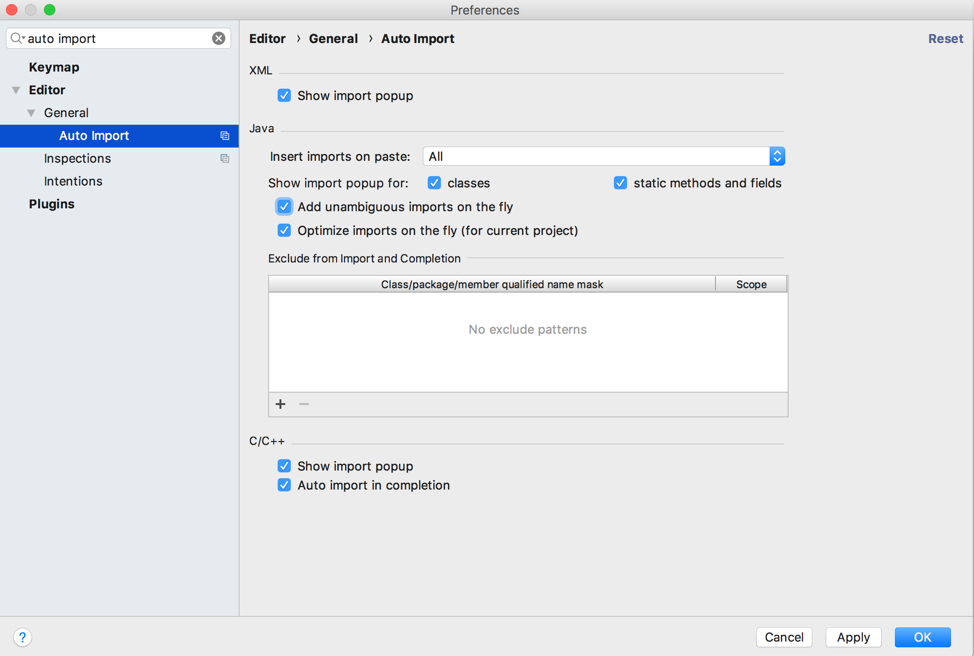 Preferences
auto import
Keymap
Editor
General
Auto Import
Inspections
Intentions
Plugins
Editor › General › Auto Import
Reset
XML
Show import popup
Java
Insert imports on paste: All
Show import popup for: classes static methods and fields
Add unambiguous imports on the fly
Optimize imports on the fly (for current project)
Exclude from Import and Completion
Class/package/member qualified name mask Scope
No exclude patterns
+ −
C/C++
Show import popup
Auto import in completion
? Cancel Apply OK